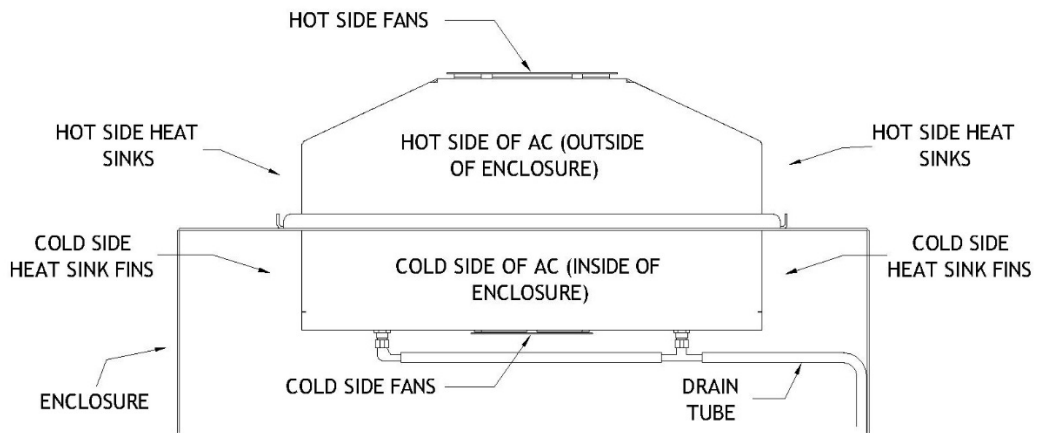 HOT SIDE FANS
HOT SIDE HEAT
SINKS
HOT SIDE OF AC (OUTSIDE
OF ENCLOSURE)
HOT SIDE HEAT
SINKS
COLD SIDE
HEAT SINK FINS
COLD SIDE OF AC (INSIDE OF
ENCLOSURE)
COLD SIDE
HEAT SINK FINS
ENCLOSURE
COLD SIDE FANS
DRAIN
TUBE